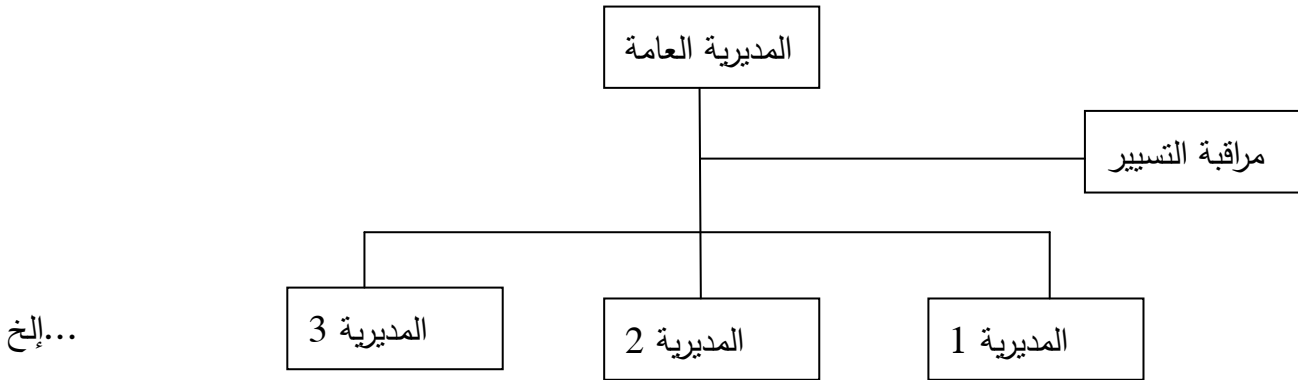 المديرية العامة
مراقبة التسيير
المديرية 1
المديرية 2
المديرية 3
...إلخ